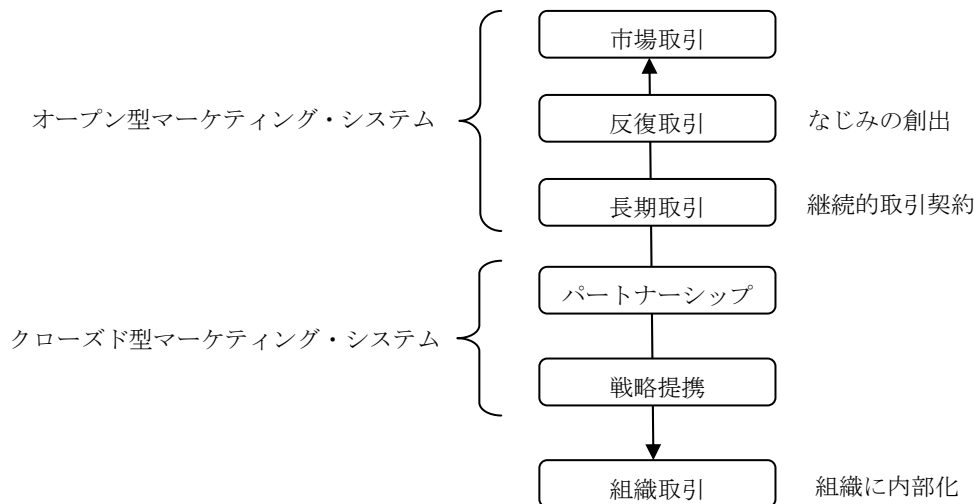 市場取引
オープン型マーケティング・システム
反復取引
なじみの創出
長期取引
継続的取引契約
パートナーシップ
クローズド型マーケティング・システム
戦略提携
組織取引
組織に内部化